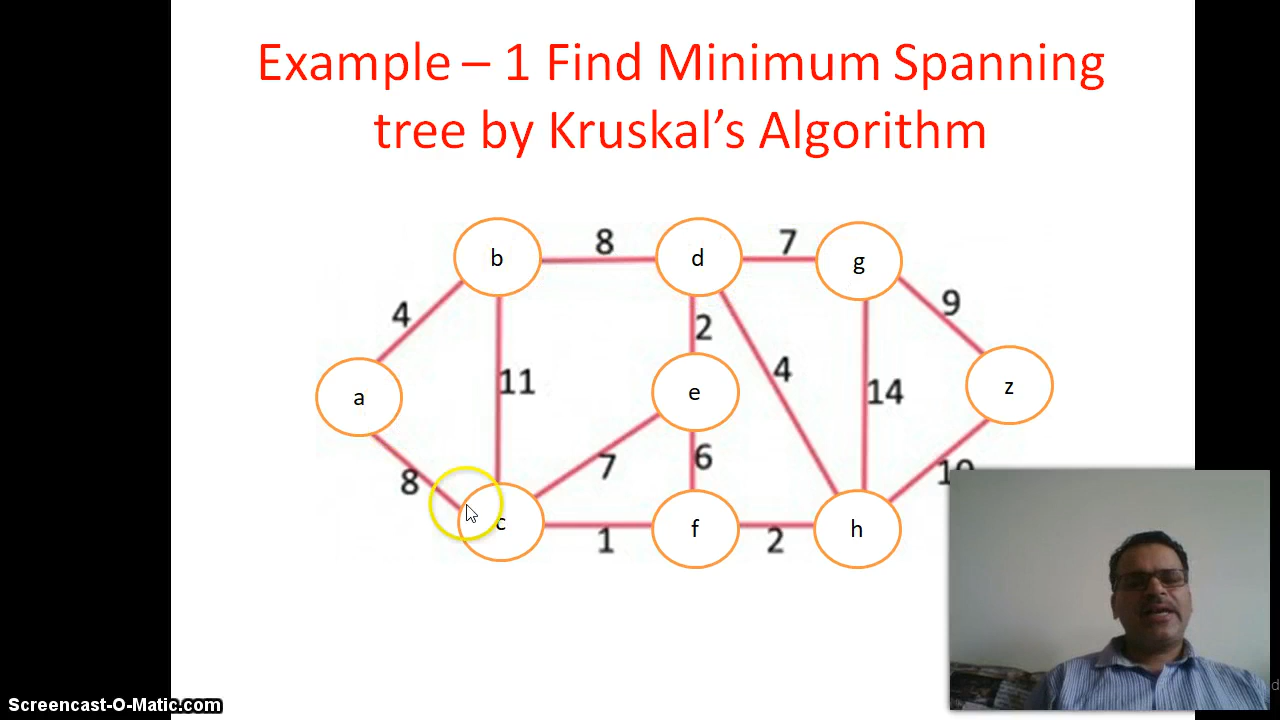 Example – 1 Find Minimum Spanning
tree by Kruskal’s Algorithm
b 8 d 7 g
4 2 9
11 4 14
a e z
8 7 6
c 1 f 2 h
Screencast-O-Matic.com